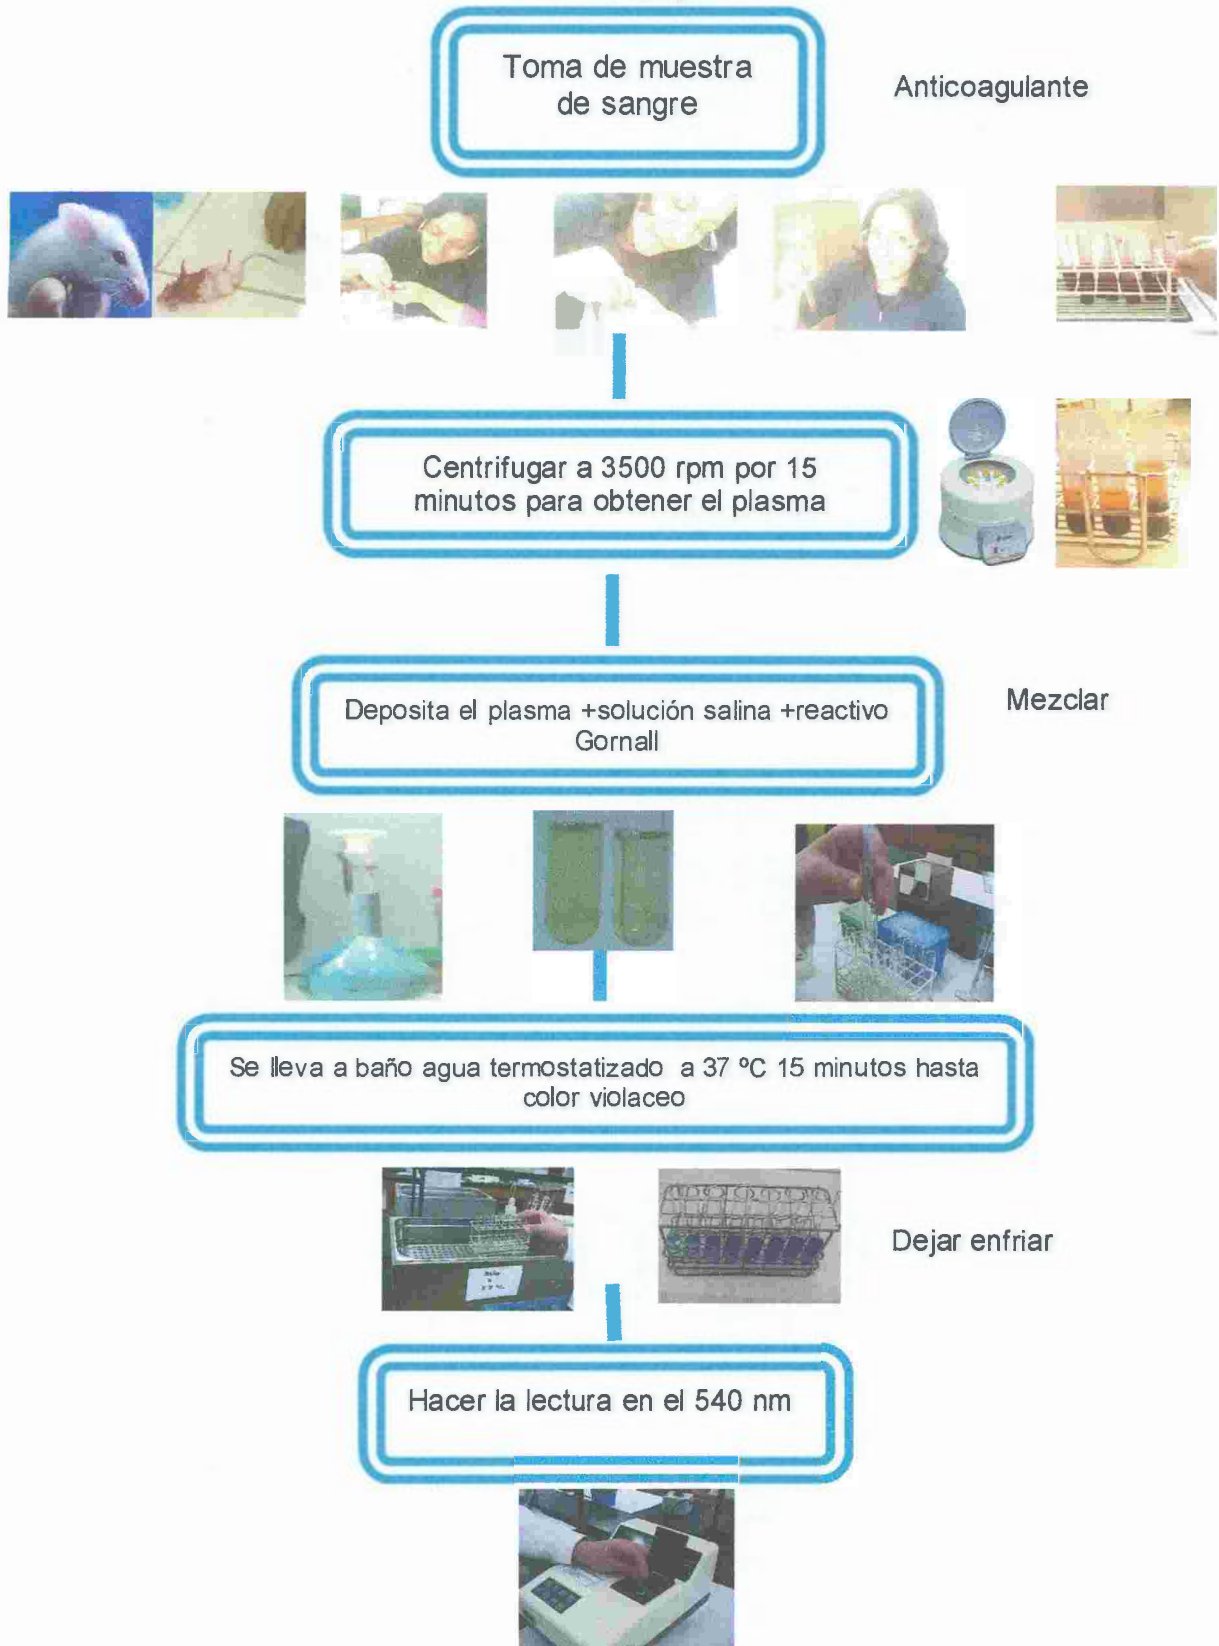 Toma de muestra
de sangre
Anticoagulante
Centrifugar a 3500 rpm por 15
minutos para obtener el plasma
Deposita el plasma +solución salina +reactivo
Gornall
Mezclar
Se lleva a baño agua termostatizado a 37 ºC 15 minutos hasta
color violaceo
Dejar enfriar
Hacer la lectura en el 540 nm